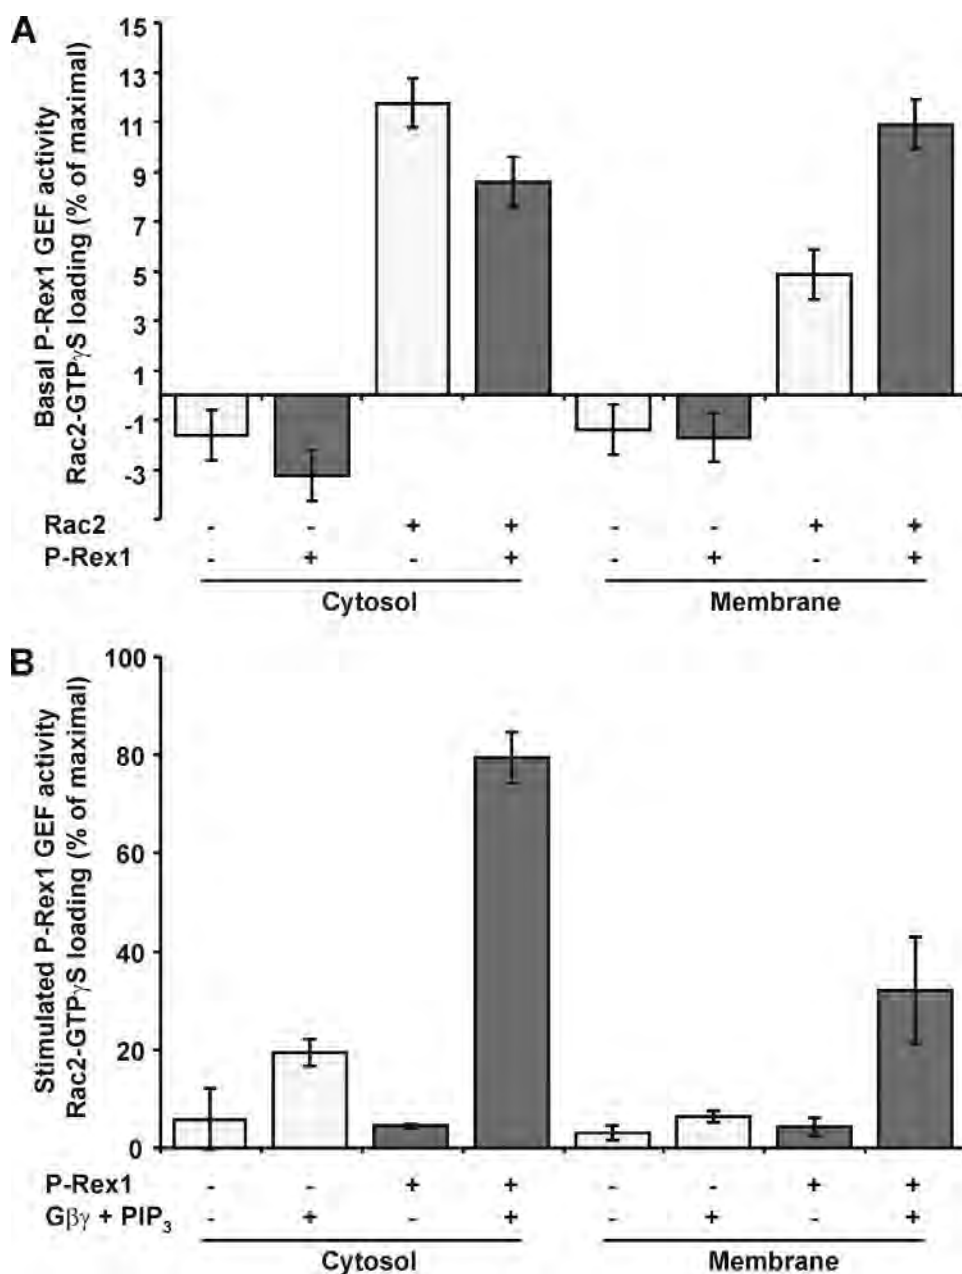 A
Basal P-Rex1 GEF activity
Rac2-GTPγS loading (% of maximal)
15
13
11
9
7
5
3
1
-1
-3
Rac2 - - + + - - + +
P-Rex1 - + - + - + - +
Cytosol Membrane
B
Stimulated P-Rex1 GEF activity
Rac2-GTPγS loading (% of maximal)
100
80
60
40
20
0
P-Rex1 - - + + - - + +
Gβγ + PIP₃ - + - + - + - +
Cytosol Membrane